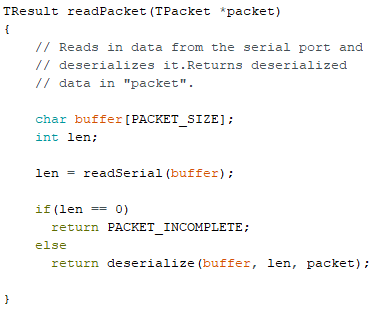 TResult readPacket(TPacket *packet)
{
    // Reads in data from the serial port and
    // deserializes it.Returns deserialized
    // data in "packet".

    char buffer[PACKET_SIZE];
    int len;

    len = readSerial(buffer);

    if(len == 0)
      return PACKET_INCOMPLETE;
    else
      return deserialize(buffer, len, packet);

}